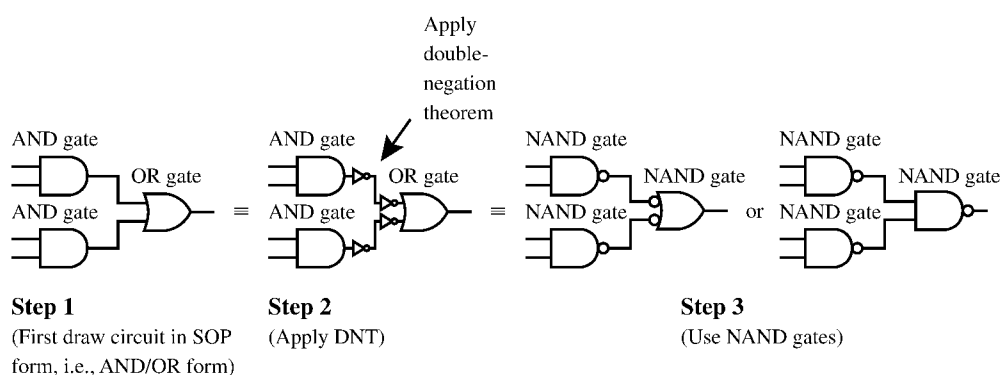 Apply
double-
negation
theorem
AND gate
OR gate
AND gate
≡
AND gate
OR gate
AND gate
≡
NAND gate
NAND gate
NAND gate
or
NAND gate
NAND gate
NAND gate
Step 1
(First draw circuit in SOP
form, i.e., AND/OR form)
Step 2
(Apply DNT)
Step 3
(Use NAND gates)